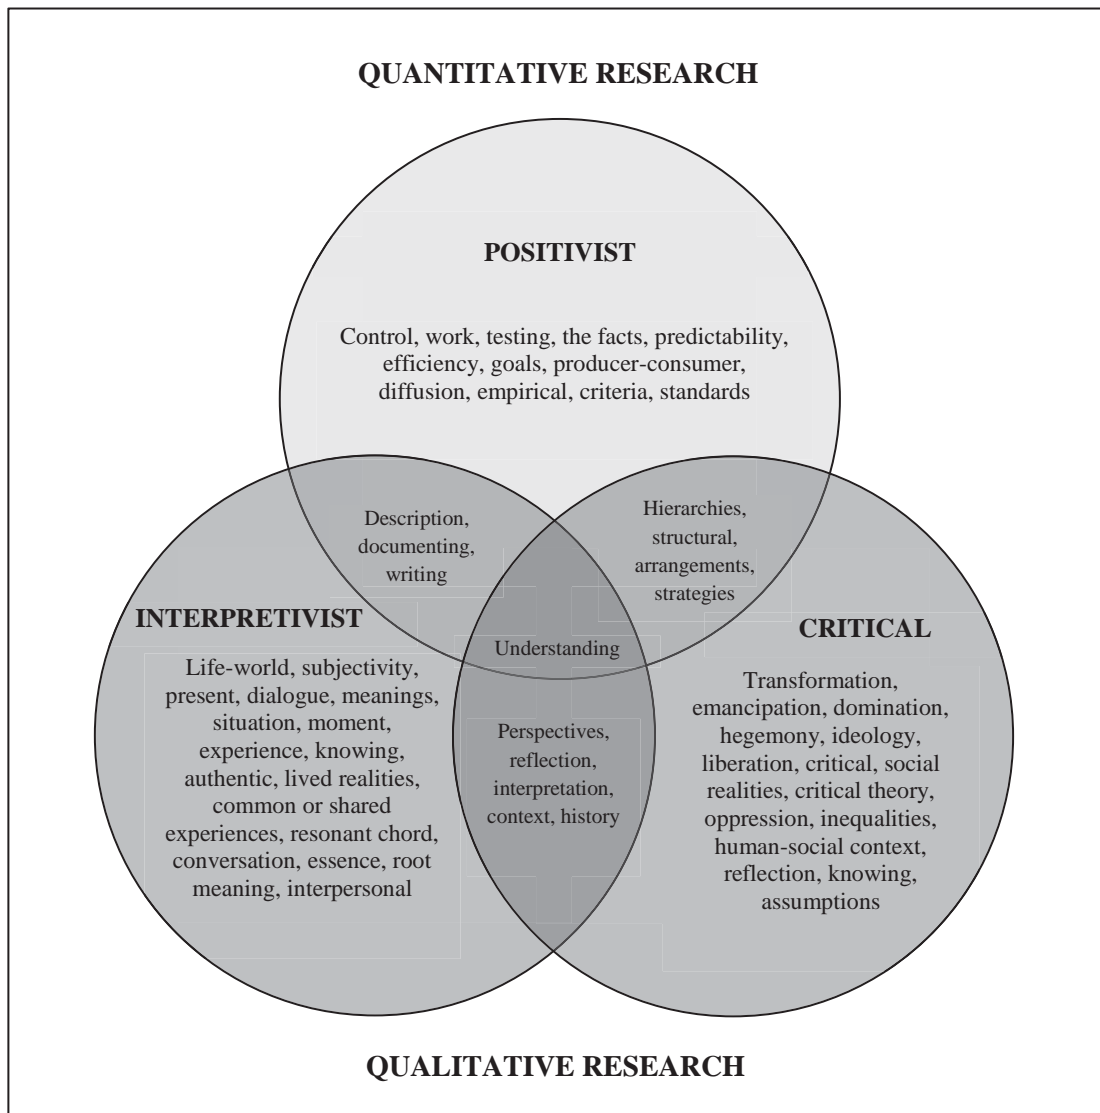 QUANTITATIVE RESEARCH
POSITIVIST
Control, work, testing, the facts, predictability,
efficiency, goals, producer-consumer,
diffusion, empirical, criteria, standards
Description,
documenting,
writing
Hierarchies,
structural,
arrangements,
strategies
INTERPRETIVIST
Life-world, subjectivity,
present, dialogue, meanings,
situation, moment,
experience, knowing,
authentic, lived realities,
common or shared
experiences, resonant chord,
conversation, essence, root
meaning, interpersonal
Understanding
Perspectives,
reflection,
interpretation,
context, history
CRITICAL
Transformation,
emancipation, domination,
hegemony, ideology,
liberation, critical, social
realities, critical theory,
oppression, inequalities,
human-social context,
reflection, knowing,
assumptions
QUALITATIVE RESEARCH